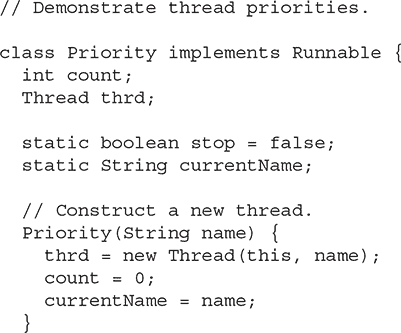 // Demonstrate thread priorities.

class Priority implements Runnable {
  int count;
  Thread thrd;

  static boolean stop = false;
  static String currentName;

  // Construct a new thread.
  Priority(String name) {
    thrd = new Thread(this, name);
    count = 0;
    currentName = name;
  }